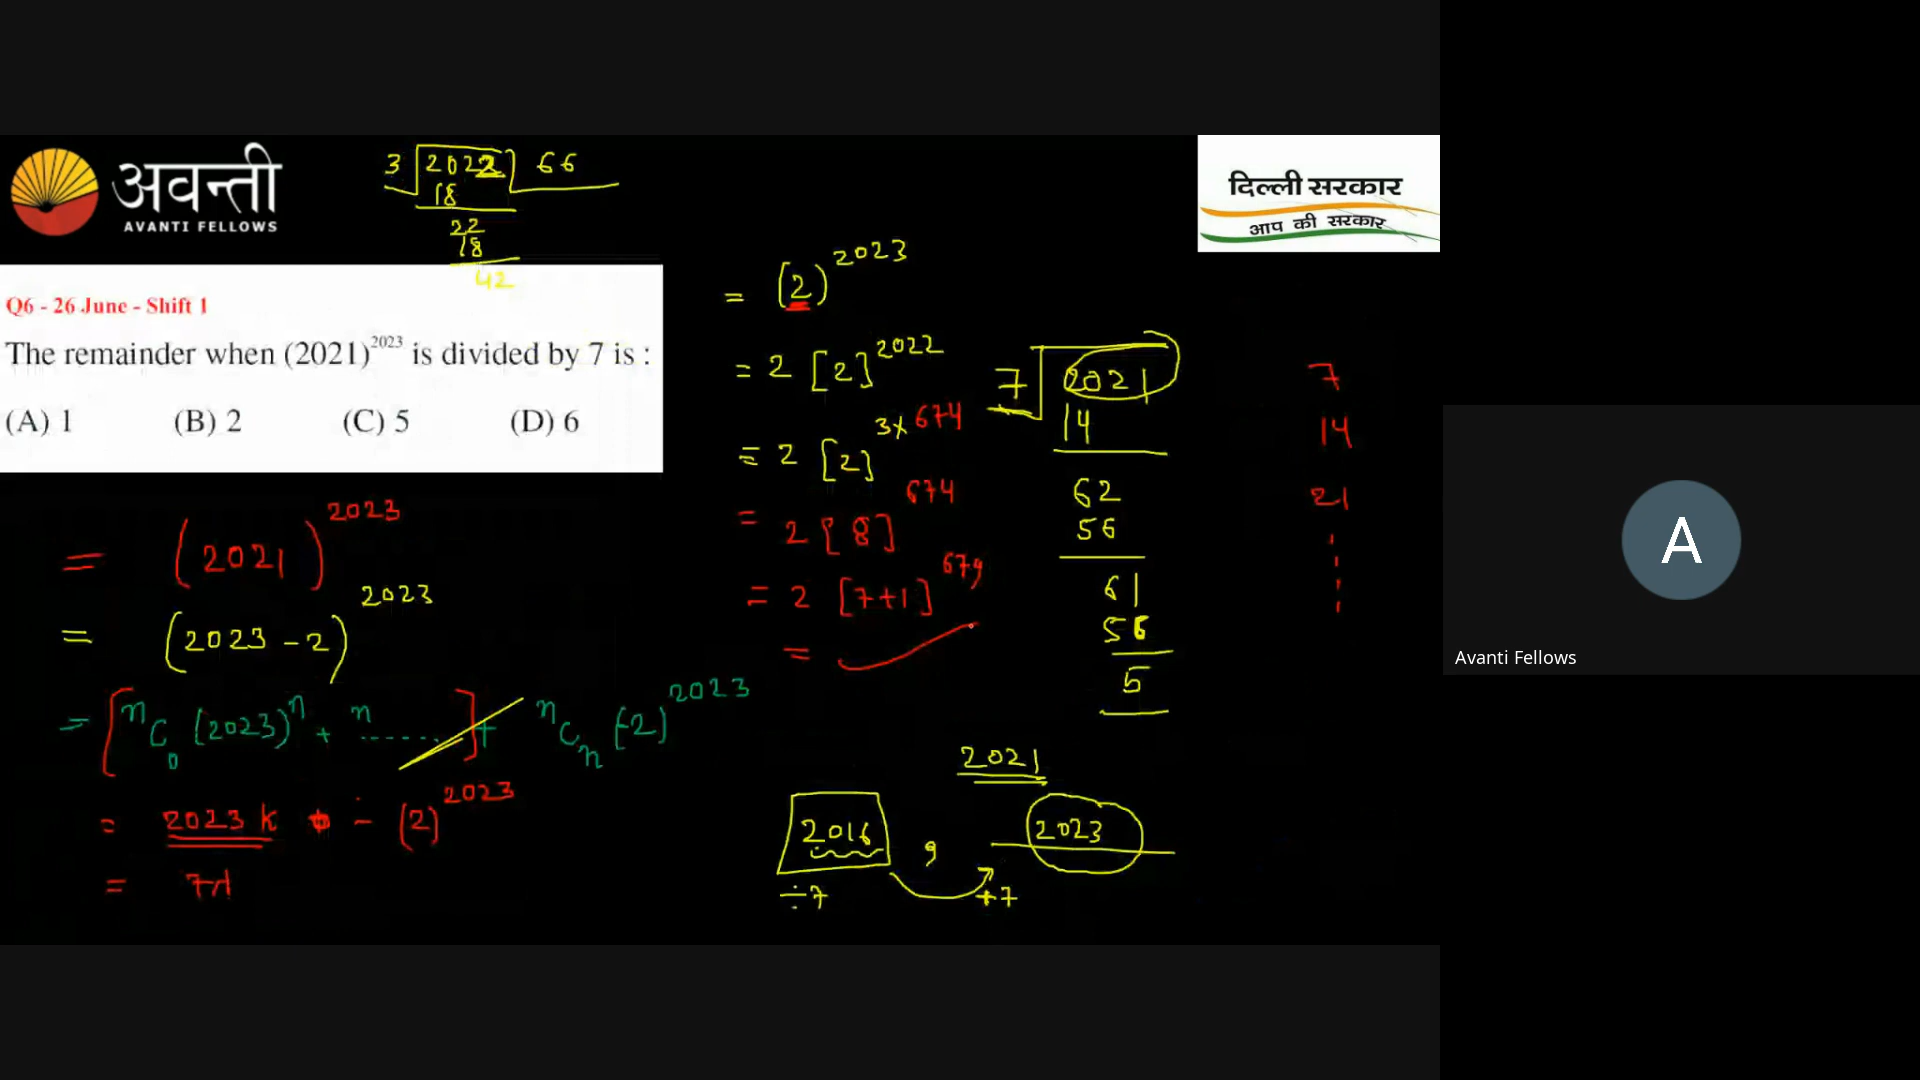 अवन्ती
AVANTI FELLOWS
3 2022 66
18
22
18
42
दिल्ली सरकार
आप की सरकार
Q6 - 26 June - Shift 1
The remainder when (2021)^2023 is divided by 7 is :
(A) 1 (B) 2 (C) 5 (D) 6
= (2021)^2023
= (2023 - 2)^2023
= [nC0 (2023)^n + n ......] + nCn (-2)^2023
= 2023 k - (2)^2023
=
= (2)^2023
= 2 [2]^2022
= 2 [2]^3x674
= 2 [8]^674
= 2 [7+1]^674
=
7 2021
14
62
56
61
56
5
2021
2016 , 2023
÷7 +7
7
14
21
A
Avanti Fellows